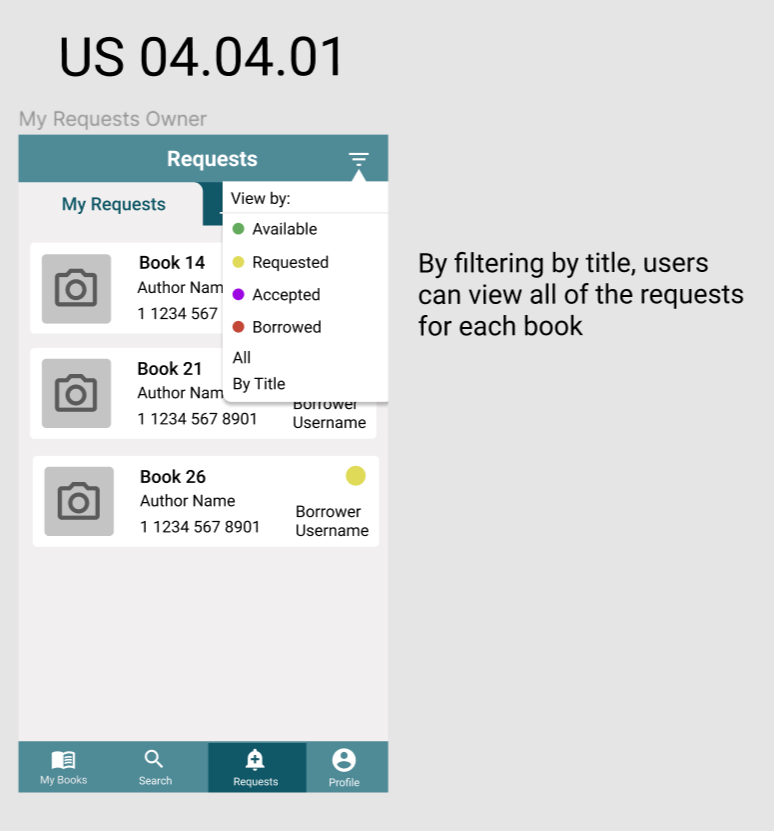 US 04.04.01
My Requests Owner
Requests
My Requests
View by:
Available
Requested
Accepted
Borrowed
All
By Title
Book 14
Author Nam
1 1234 567
Book 21
Author Nam
1 1234 567 8901
Borrower
Username
Book 26
Author Name
1 1234 567 8901
Borrower
Username
By filtering by title, users
can view all of the requests
for each book
My Books
Search
Requests
Profile